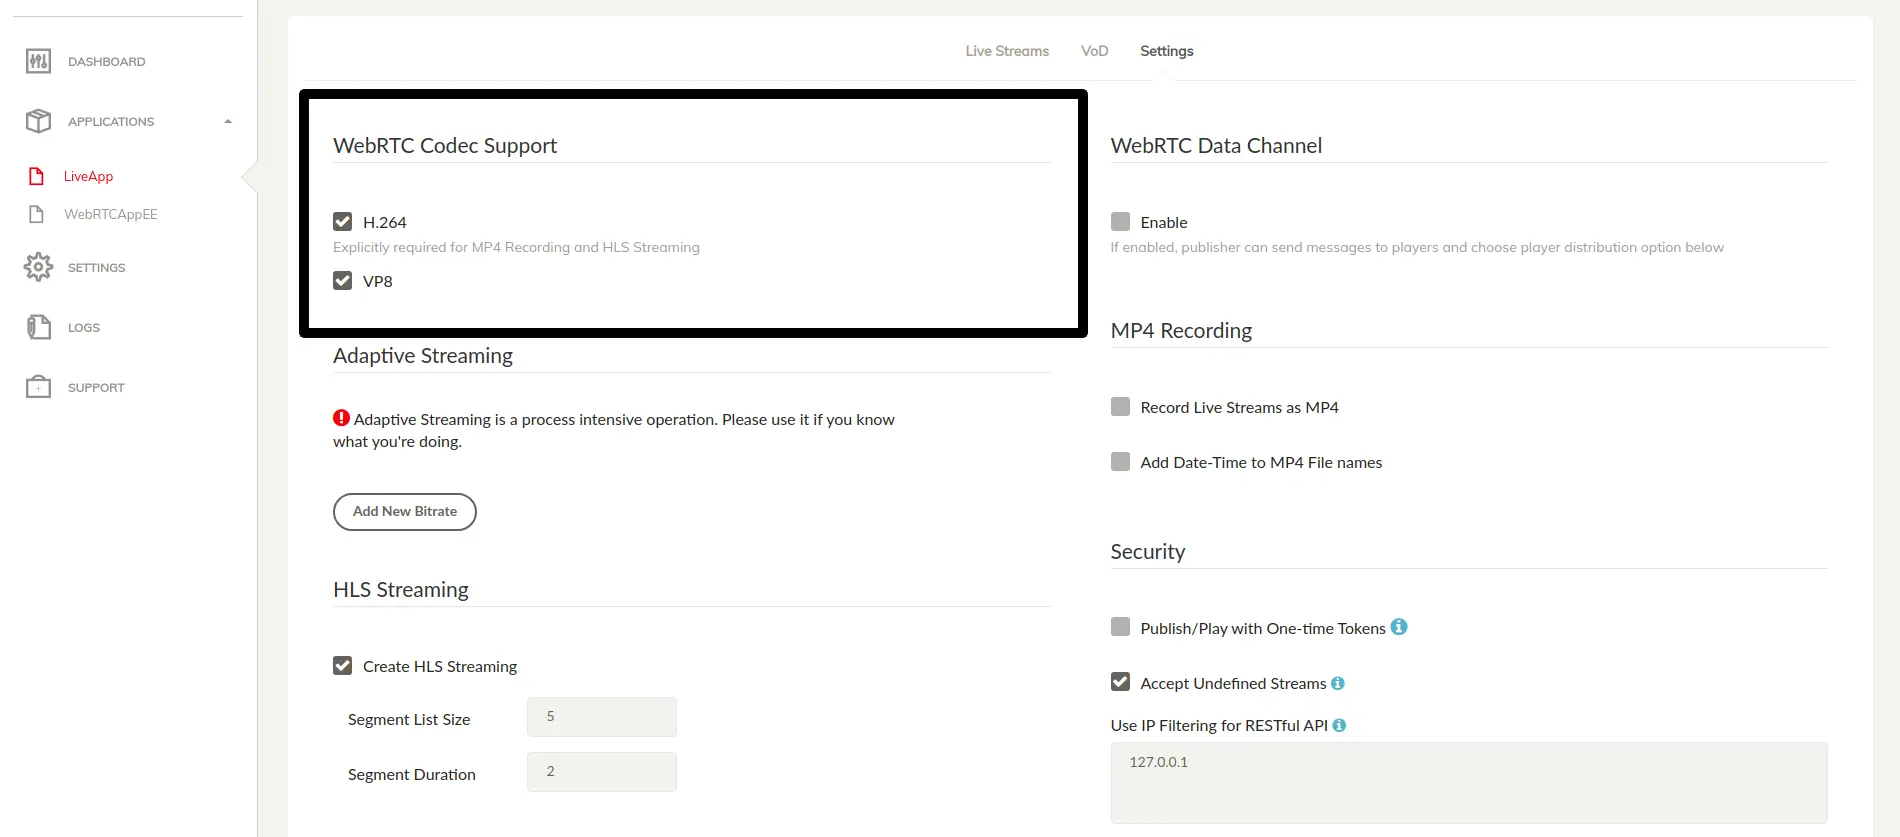 DASHBOARD
APPLICATIONS
LiveApp
WebRTCAppEE
SETTINGS
LOGS
SUPPORT
Live Streams VoD Settings
WebRTC Codec Support
H.264
Explicitly required for MP4 Recording and HLS Streaming
VP8
Adaptive Streaming
Adaptive Streaming is a process intensive operation. Please use it if you know
what you're doing.
Add New Bitrate
HLS Streaming
Create HLS Streaming
Segment List Size 5
Segment Duration 2
WebRTC Data Channel
Enable
If enabled, publisher can send messages to players and choose player distribution option below
MP4 Recording
Record Live Streams as MP4
Add Date-Time to MP4 File names
Security
Publish/Play with One-time Tokens
Accept Undefined Streams
Use IP Filtering for RESTful API
127.0.0.1